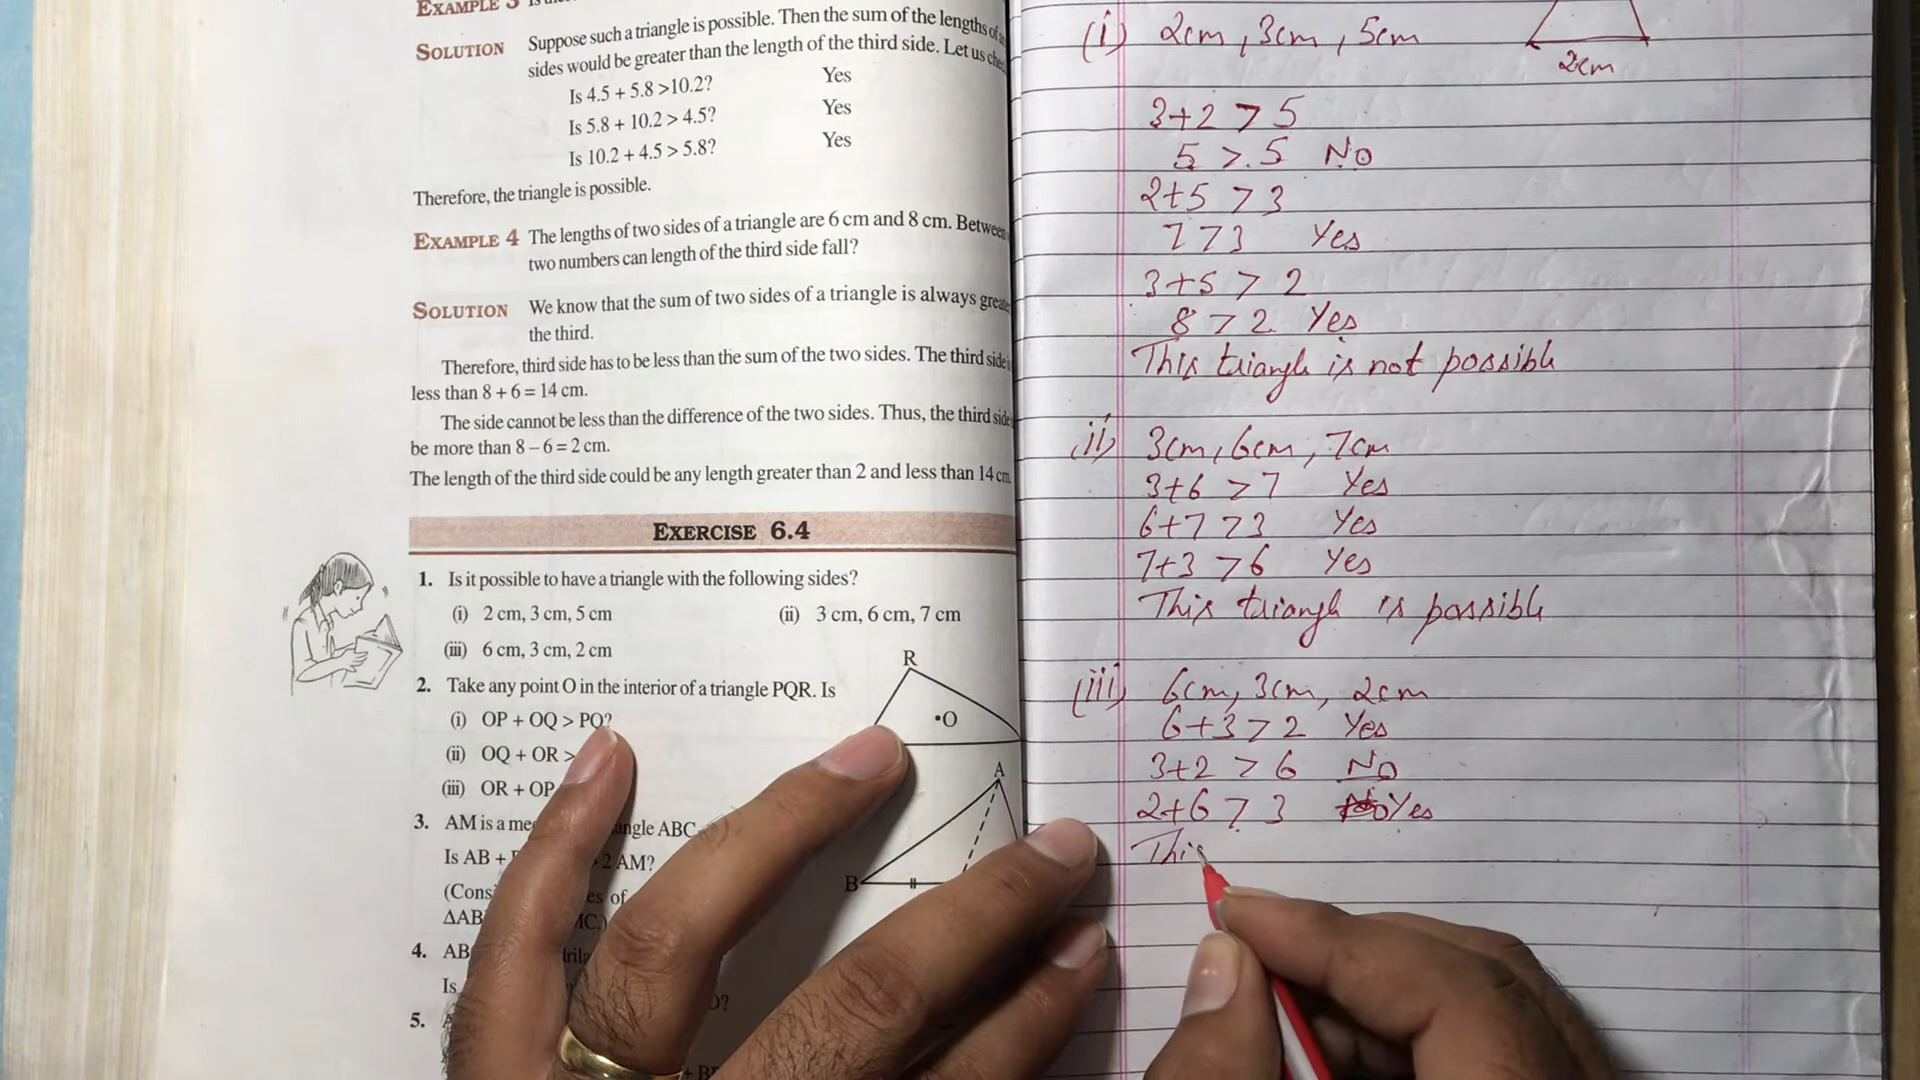 EXAMPLE 3
SOLUTION Suppose such a triangle is possible. Then the sum of the lengths of
sides would be greater than the length of the third side. Let us
Is 4.5 + 5.8 >10.2? Yes
Is 5.8 + 10.2 > 4.5? Yes
Is 10.2 + 4.5 > 5.8? Yes
Therefore, the triangle is possible.
EXAMPLE 4 The lengths of two sides of a triangle are 6 cm and 8 cm. Between
two numbers can length of the third side fall?
SOLUTION We know that the sum of two sides of a triangle is always
the third.
Therefore, third side has to be less than the sum of the two sides. The third side
less than 8 + 6 = 14 cm.
The side cannot be less than the difference of the two sides. Thus, the third side
be more than 8 – 6 = 2 cm.
The length of the third side could be any length greater than 2 and less than 14 cm
EXERCISE 6.4
1. Is it possible to have a triangle with the following sides?
(i) 2 cm, 3 cm, 5 cm (ii) 3 cm, 6 cm, 7 cm
(iii) 6 cm, 3 cm, 2 cm
2. Take any point O in the interior of a triangle PQR. Is
(i) OP + OQ > PQ?
(ii) OQ + OR >
(iii) OR + OP
R
•O
3. AM is a ABC
Is AB + 2 AM?
of
A
B
4. AB
Is
5.
(i) 2cm, 3cm, 5cm
2cm
3+2 > 5
5 > 5 No
2+5 > 3
7 > 3 Yes
3+5 > 2
8 > 2 Yes
This triangle is not possible
(ii) 3cm, 6cm, 7cm
3+6 > 7 Yes
6+7 > 3 Yes
7+3 > 6 Yes
This triangle is possible
(iii) 6cm, 3cm, 2cm
6+3 > 2 Yes
3+2 > 6 No
2+6 > 3 Yes
This